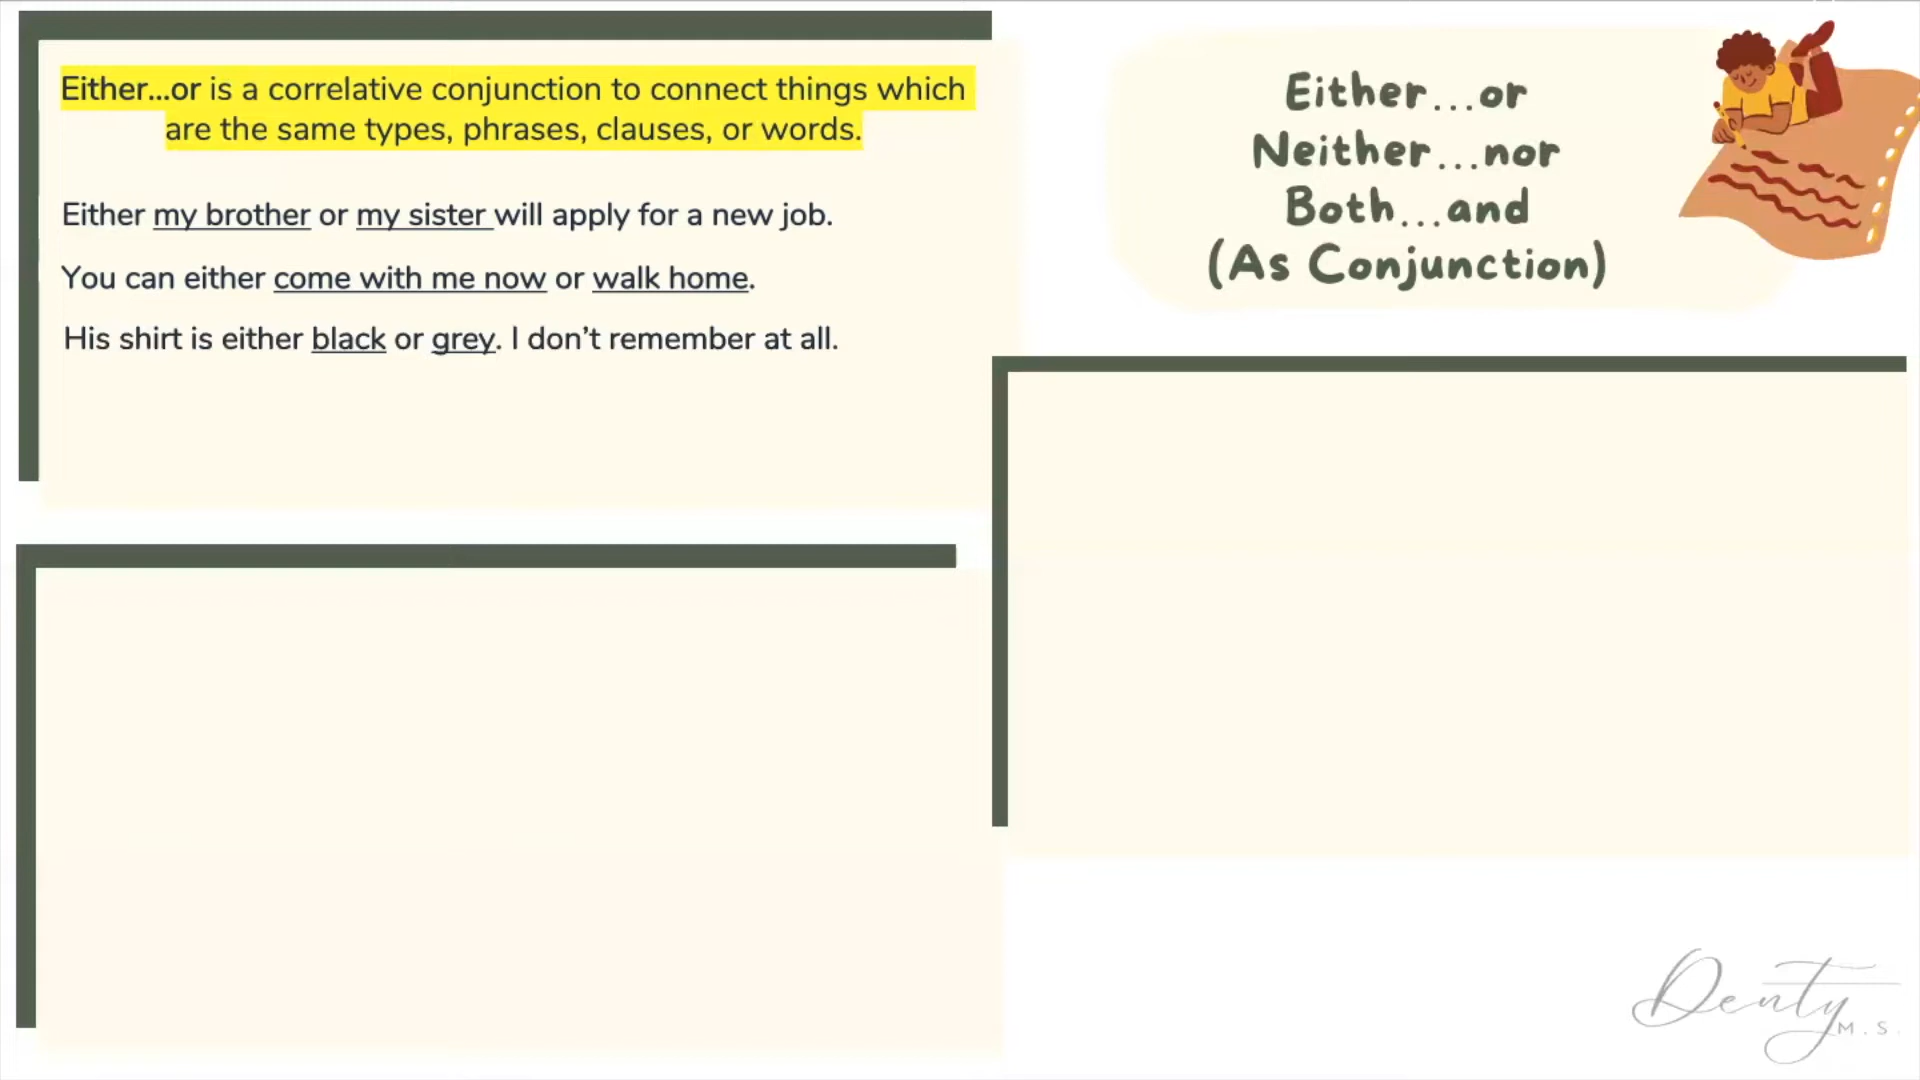 Either...or is a correlative conjunction to connect things which
are the same types, phrases, clauses, or words.
Either my brother or my sister will apply for a new job.
You can either come with me now or walk home.
His shirt is either black or grey. I don’t remember at all.
Either...or
Neither...nor
Both...and
(As Conjunction)
Denty
M.S.